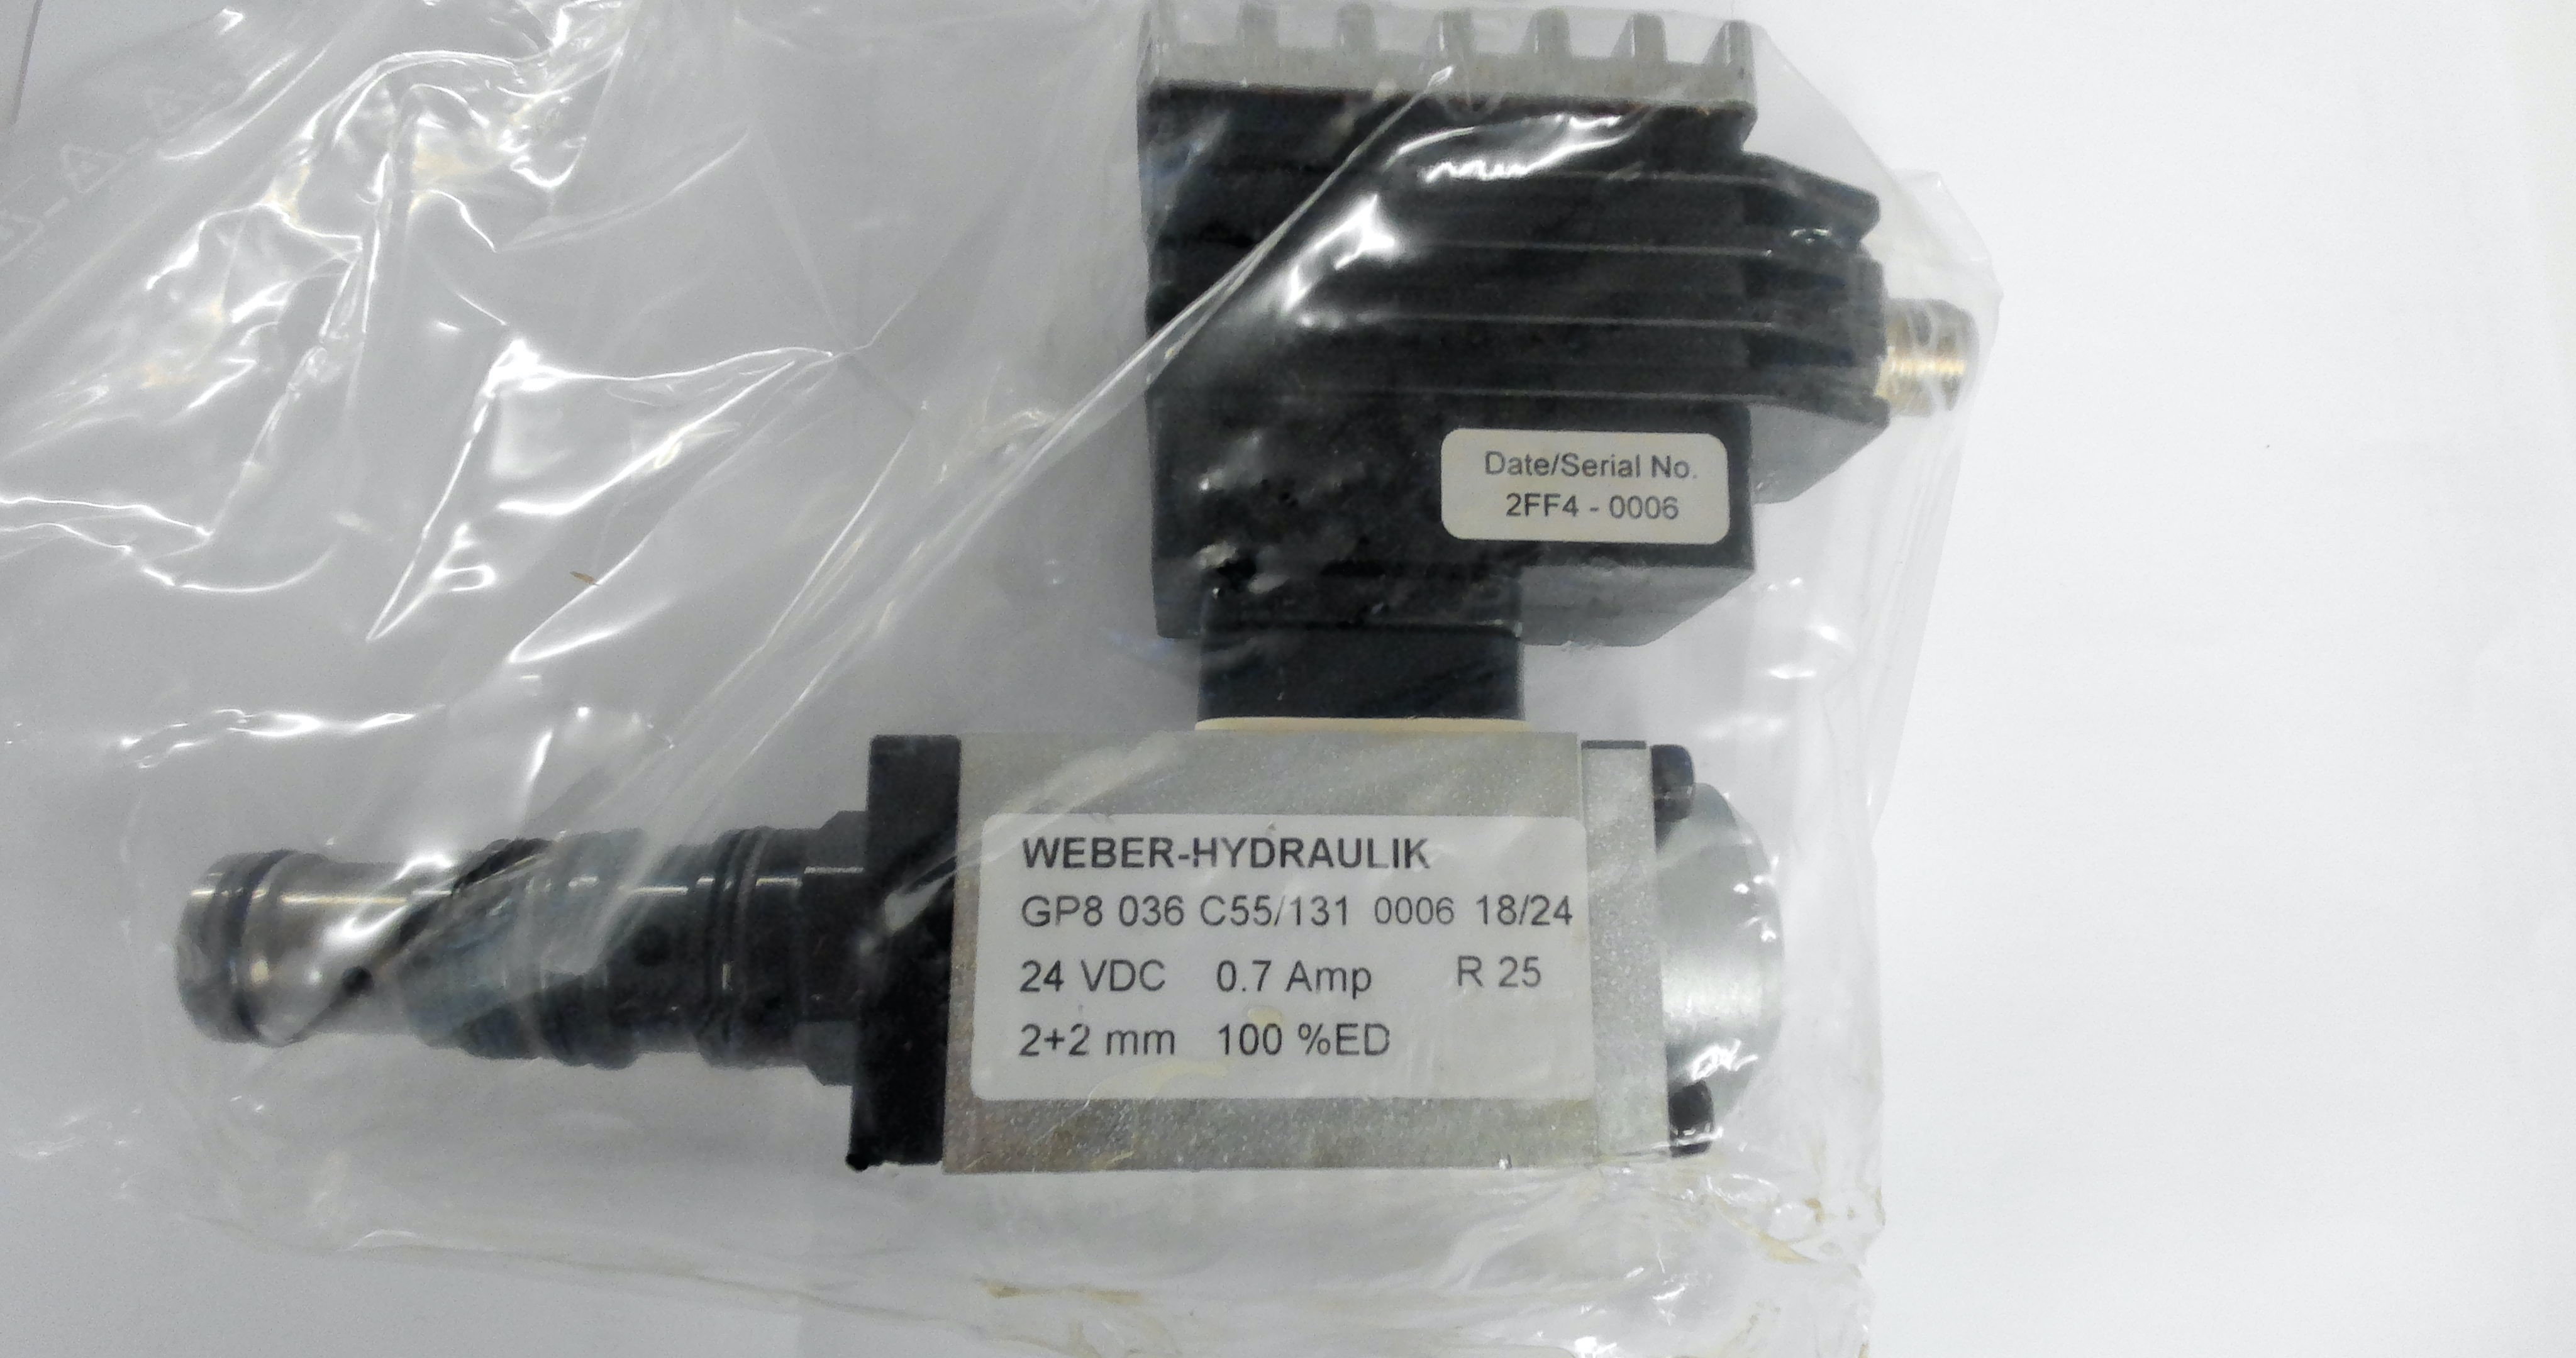 Date/Serial No.
2FF4 - 0006
WEBER-HYDRAULIK
GP8 036 C55/131 0006 18/24
24 VDC 0.7 Amp R 25
2+2 mm 100 %ED